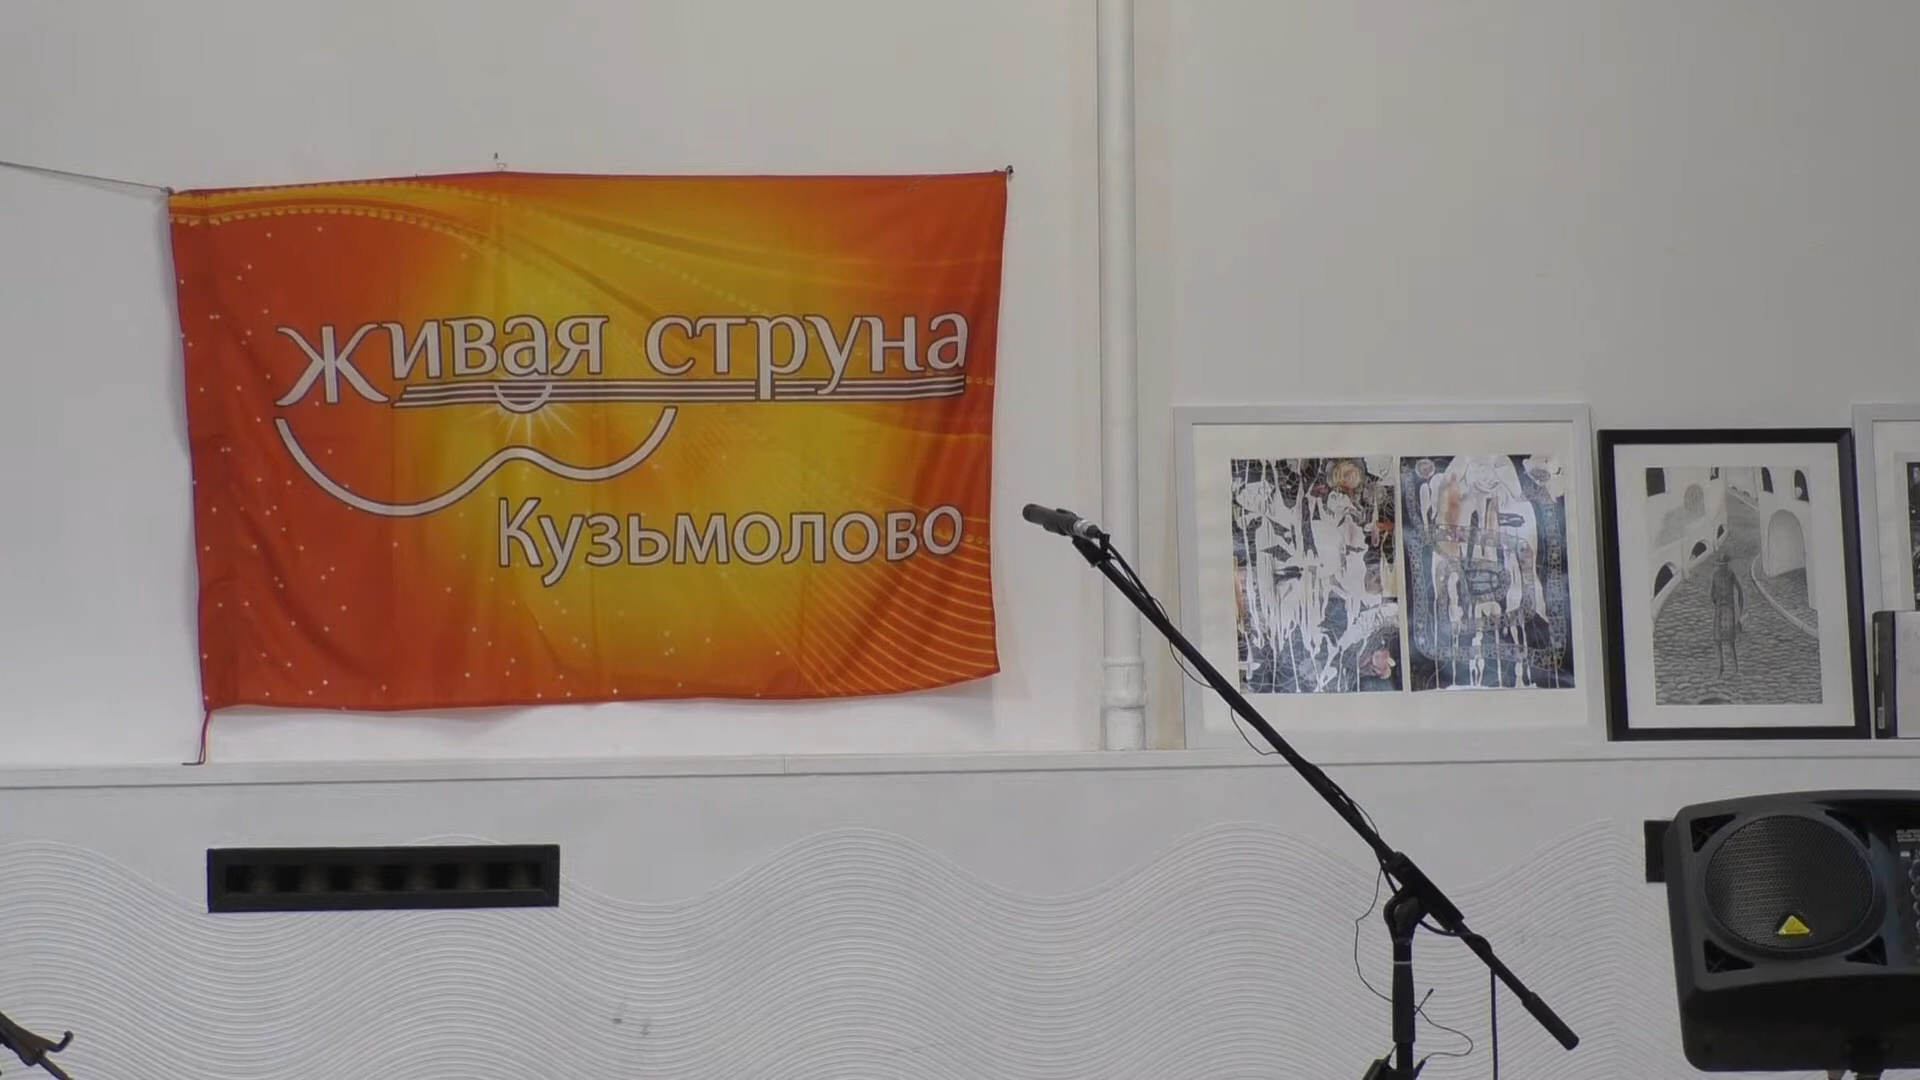 живая струна
Кузьмолово